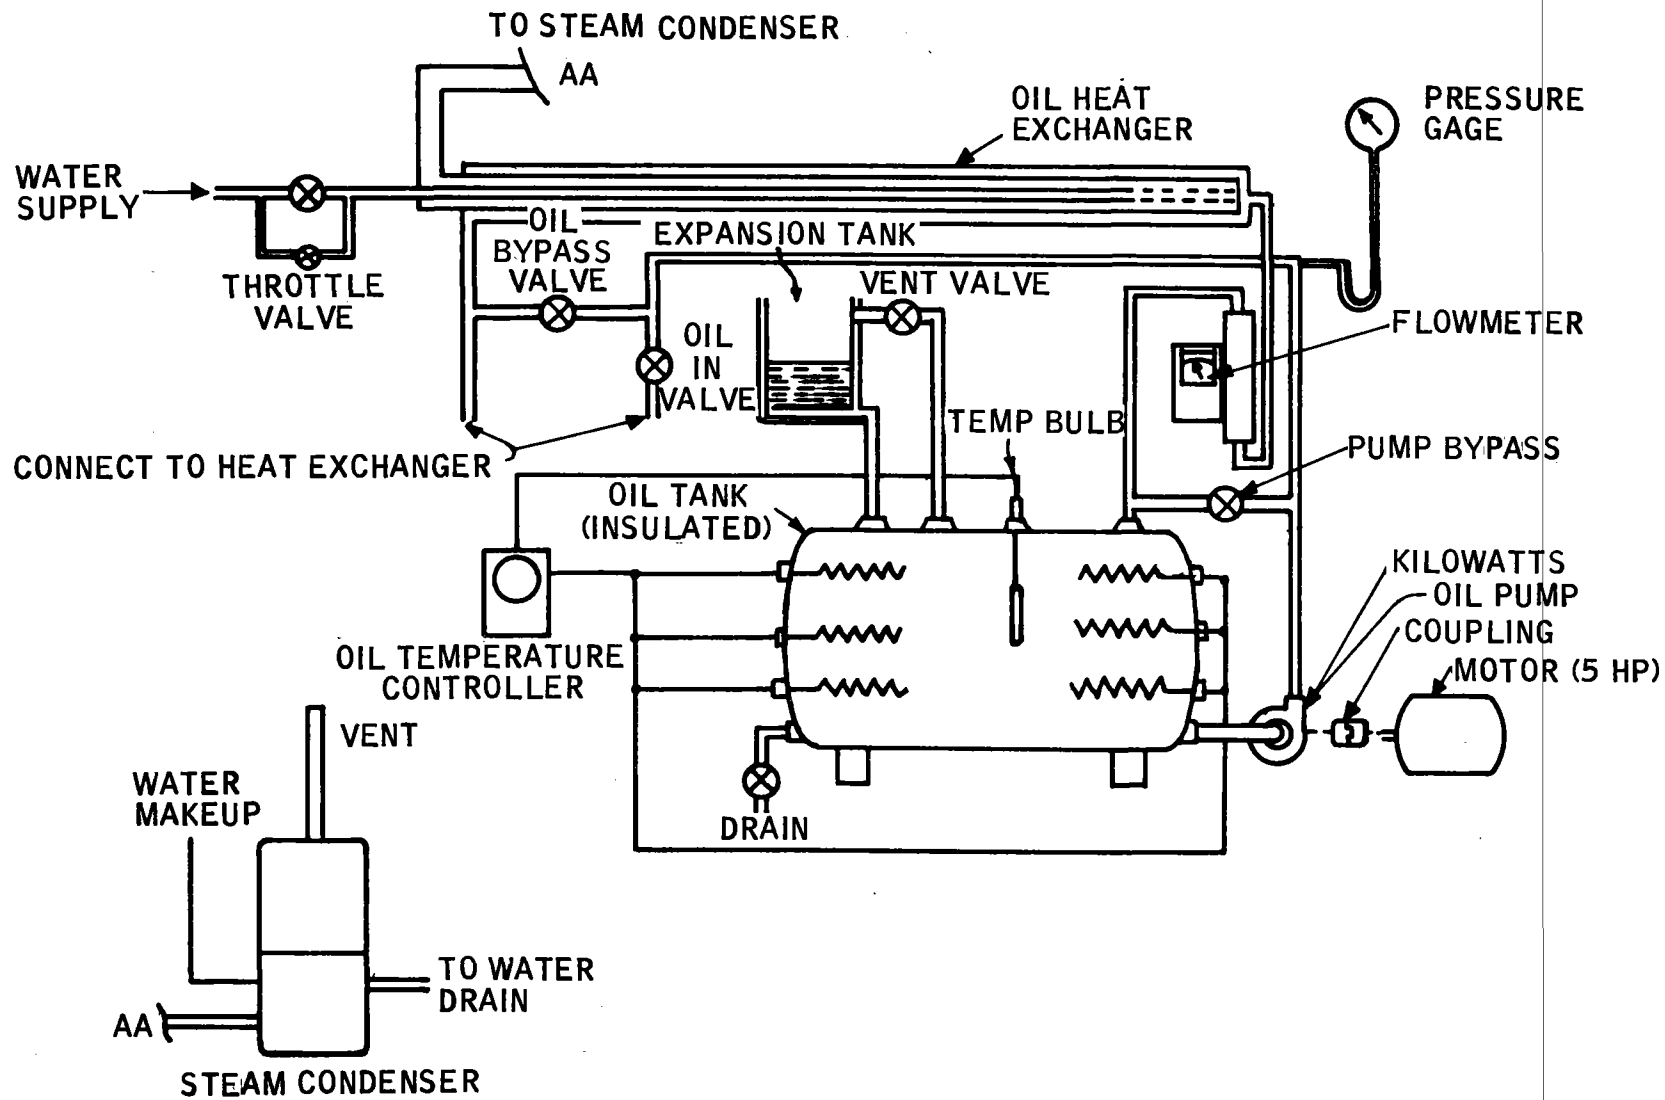 TO STEAM CONDENSER
AA
OIL HEAT
EXCHANGER
PRESSURE
GAGE
WATER
SUPPLY
OIL
BYPASS
VALVE
EXPANSION TANK
VENT VALVE
THROTTLE
VALVE
FLOWMETER
OIL
IN
VALVE
TEMP BULB
PUMP BYPASS
CONNECT TO HEAT EXCHANGER
OIL TANK
(INSULATED)
KILOWATTS
OIL PUMP
COUPLING
MOTOR (5 HP)
OIL TEMPERATURE
CONTROLLER
VENT
WATER
MAKEUP
DRAIN
TO WATER
DRAIN
AA
STEAM CONDENSER